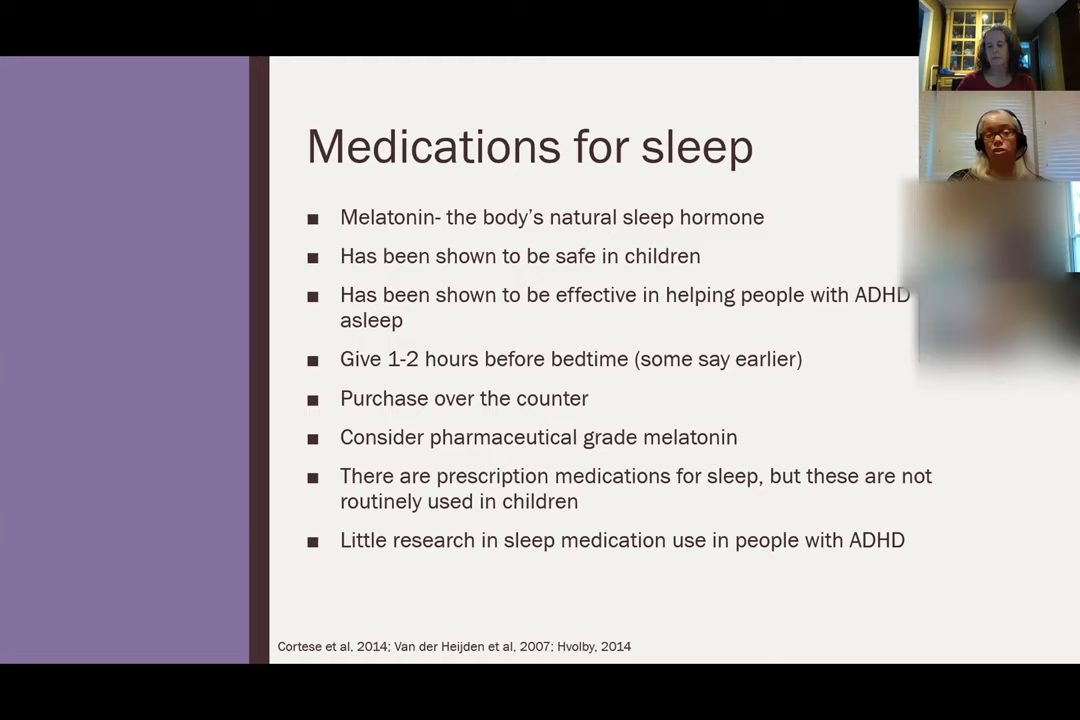 Medications for sleep
■ Melatonin- the body's natural sleep hormone
■ Has been shown to be safe in children
■ Has been shown to be effective in helping people with ADHD
asleep
■ Give 1-2 hours before bedtime (some say earlier)
■ Purchase over the counter
■ Consider pharmaceutical grade melatonin
■ There are prescription medications for sleep, but these are not
routinely used in children
■ Little research in sleep medication use in people with ADHD
Cortese et al, 2014; Van der Heijden et al, 2007; Hvolby, 2014